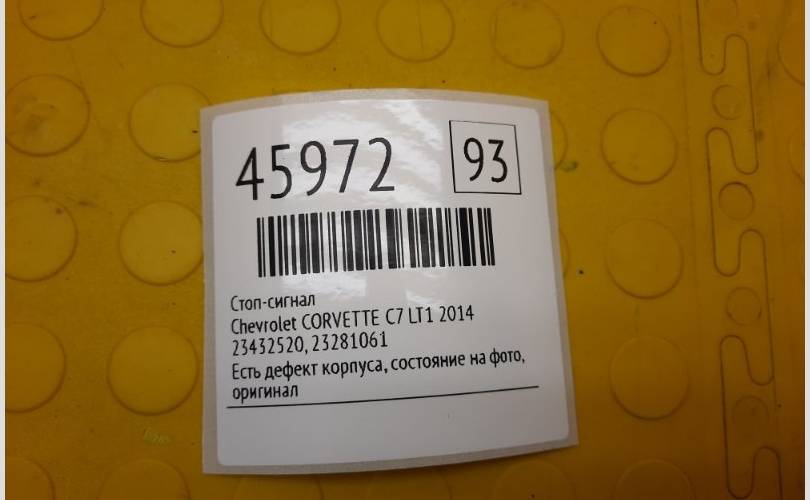 45972 93
Стоп-сигнал
Chevrolet CORVETTE C7 LT1 2014
23432520, 23281061
Есть дефект корпуса, состояние на фото,
оригинал